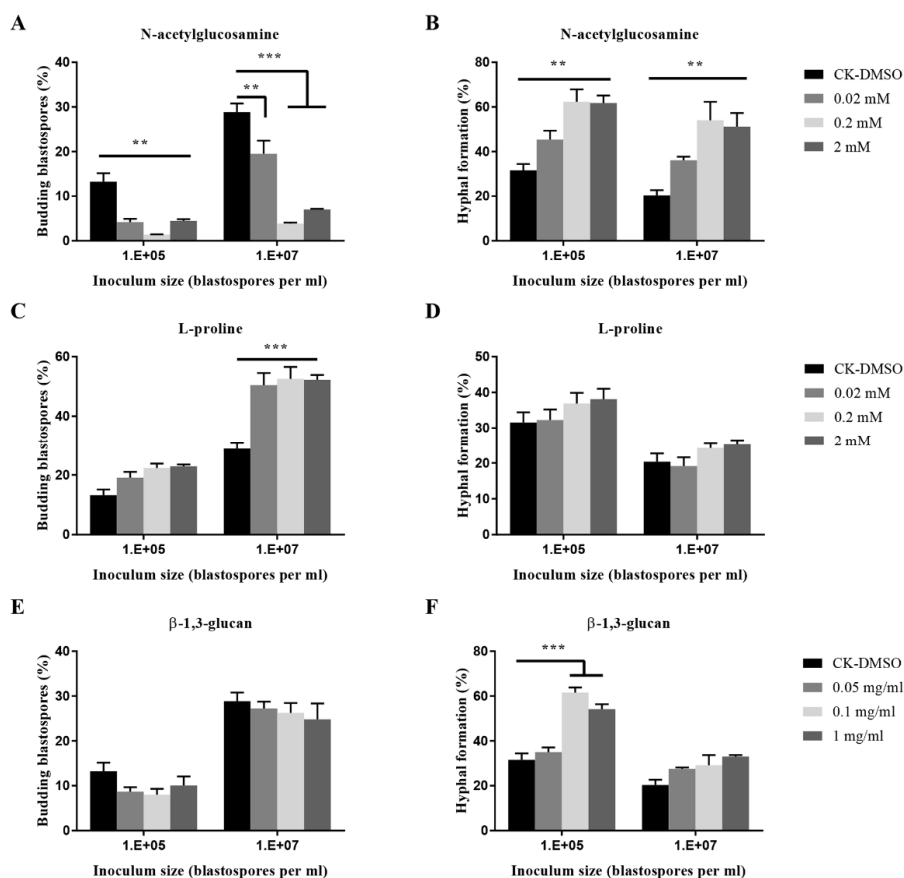 A
N-acetylglucosamine
Budding blastospores (%)
40
30
20
10
0
**
***
**
1.E+05
1.E+07
Inoculum size (blastospores per ml)
B
N-acetylglucosamine
Hyphal formation (%)
80
60
40
20
0
**
**
1.E+05
1.E+07
Inoculum size (blastospores per ml)
CK-DMSO
0.02 mM
0.2 mM
2 mM
C
L-proline
Budding blastospores (%)
60
40
20
0
***
1.E+05
1.E+07
Inoculum size (blastospores per ml)
D
L-proline
Hyphal formation (%)
50
40
30
20
10
0
1.E+05
1.E+07
Inoculum size (blastospores per ml)
CK-DMSO
0.02 mM
0.2 mM
2 mM
E
β-1,3-glucan
Budding blastospores (%)
40
30
20
10
0
1.E+05
1.E+07
Inoculum size (blastospores per ml)
F
β-1,3-glucan
Hyphal formation (%)
80
60
40
20
0
***
1.E+05
1.E+07
Inoculum size (blastospores per ml)
CK-DMSO
0.05 mg/ml
0.1 mg/ml
1 mg/ml